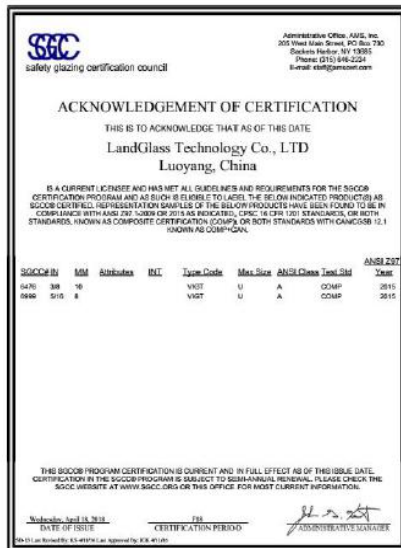 SGCC
safety glazing certification council
Administrative Office, AMS, Inc.
205 West Main Street, PO Box 730
Sackets Harbor, NY 13685
Phone: (315) 646-2234
E-mail: staff@amscert.com
ACKNOWLEDGEMENT OF CERTIFICATION
THIS IS TO ACKNOWLEDGE THAT AS OF THIS DATE
LandGlass Technology Co., LTD
Luoyang, China
IS A CURRENT LICENSEE AND HAS MET ALL GUIDELINES AND REQUIREMENTS FOR THE SGCC®
CERTIFICATION PROGRAM AND AS SUCH IS ELIGIBLE TO LABEL THE BELOW INDICATED PRODUCT(S) AS
SGCC® CERTIFIED. REPRESENTATION SAMPLES OF THE BELOW PRODUCTS HAVE BEEN FOUND TO BE IN
COMPLIANCE WITH ANSI Z97.1-2009 OR 2015 AS INDICATED, CPSC 16 CFR 1201 STANDARDS, OR BOTH
STANDARDS, KNOWN AS COMPOSITE CERTIFICATION (COMP), OR BOTH STANDARDS WITH CAN/CGSB 12.1
KNOWN AS COMP+CAN.
ANSI Z97
SGCC# IN MM Attributes INT Type Code Max Size ANSI Class Test Std Year
3/8 U A COMP 2015
5/16 8 U A COMP 2015
THIS SGCC® PROGRAM CERTIFICATION IS CURRENT AND IN FULL EFFECT AS OF THIS ISSUE DATE.
CERTIFICATION IN THE SGCC® PROGRAM IS SUBJECT TO SEMI-ANNUAL RENEWAL. PLEASE CHECK THE
SGCC WEBSITE AT WWW.SGCC.ORG OR THIS OFFICE FOR MOST CURRENT INFORMATION.
Wednesday, April 18, 2018
DATE OF ISSUE CERTIFICATION PERIOD ADMINISTRATIVE MANAGER